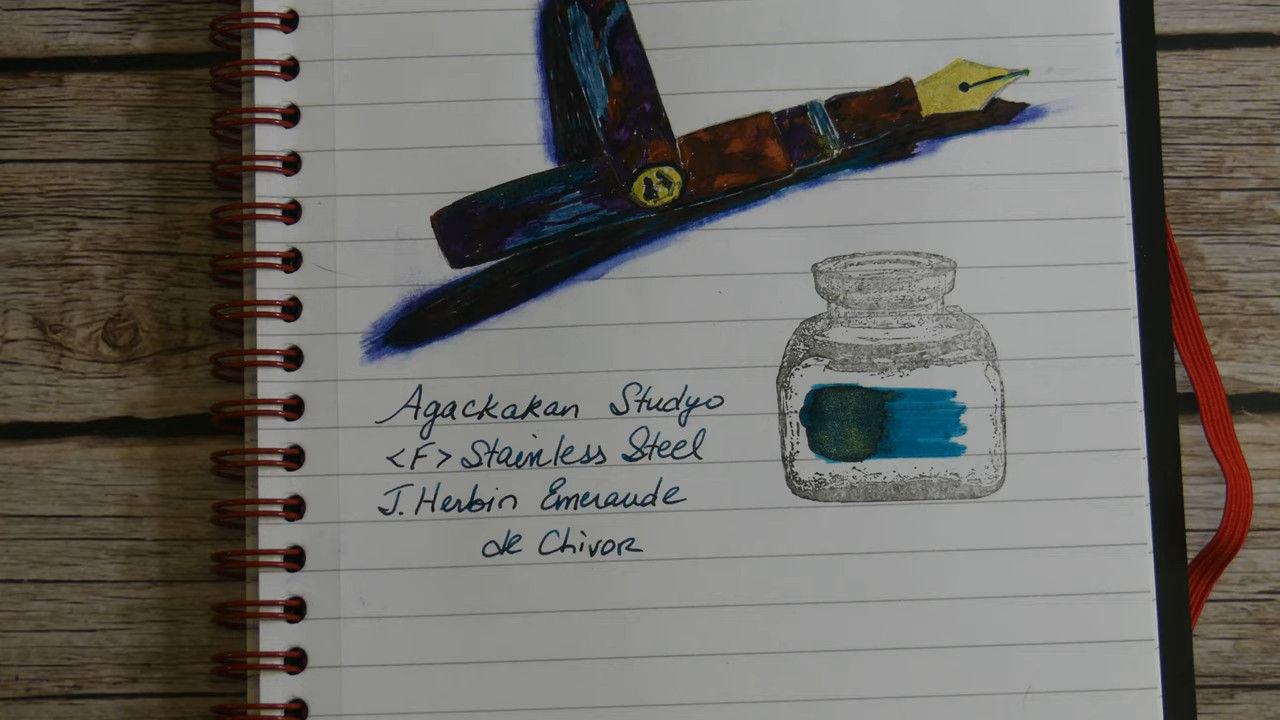 Agackakan Studyo
<F> Stainless Steel
J. Herbin Emeraude
de Chivor